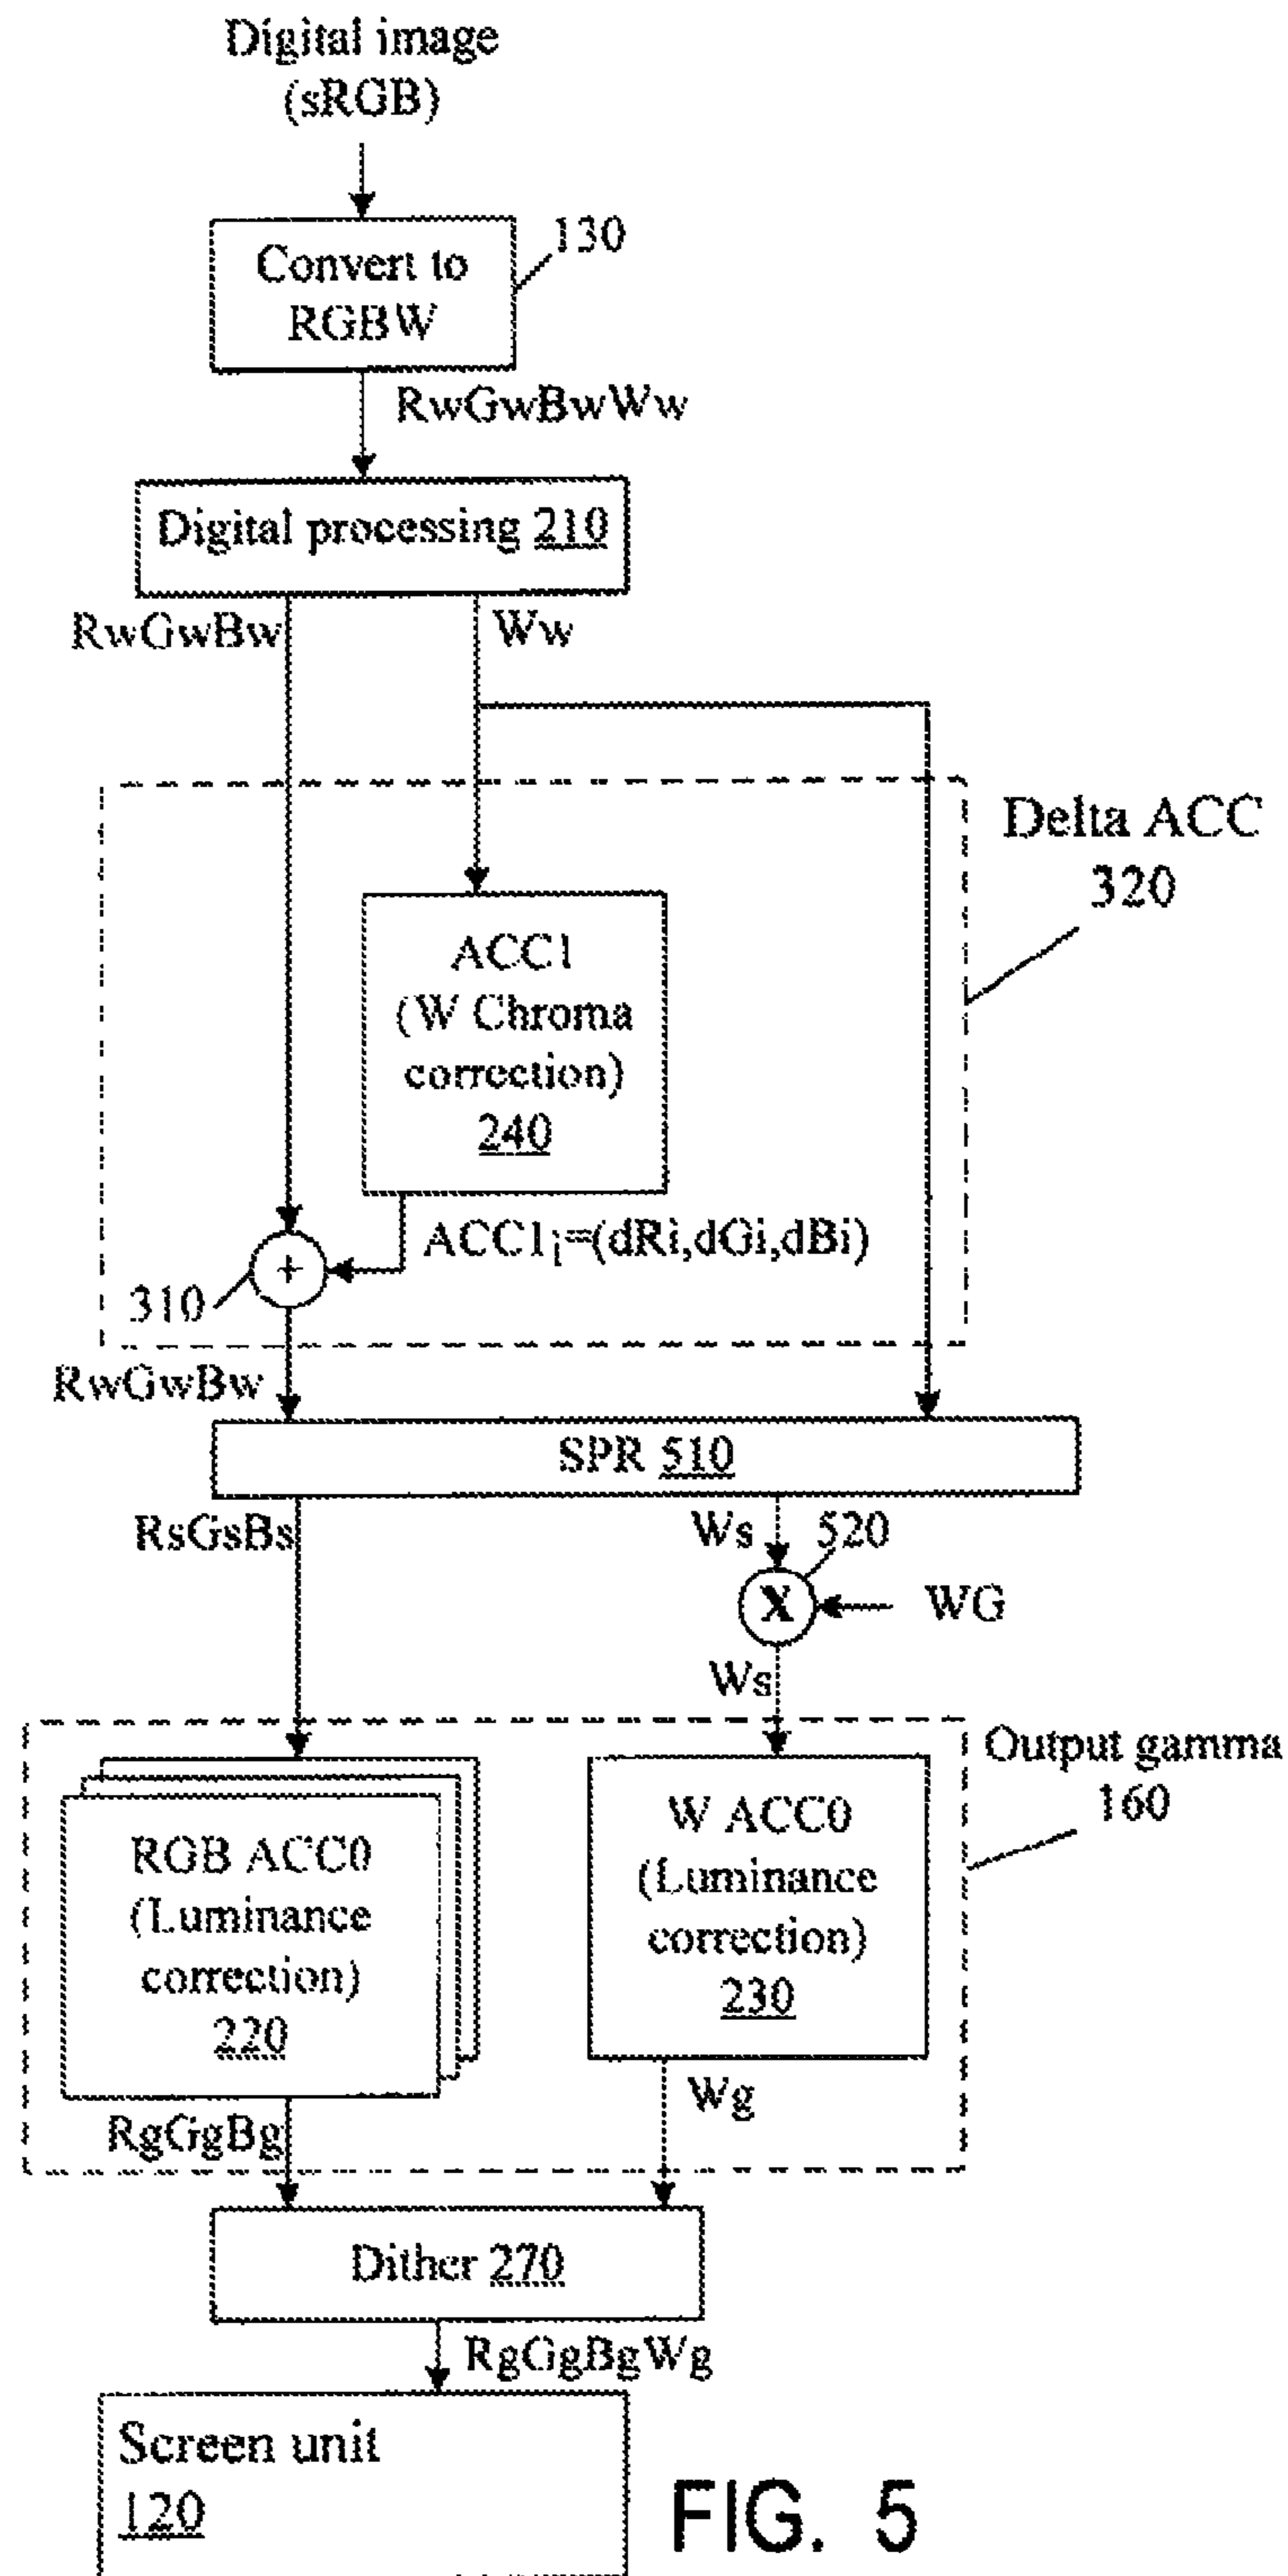 Digital image
(sRGB)
130
Convert to
RGBW
RwGwBwWw
Digital processing 210
RwGwBw
Ww
Delta ACC
320
ACC1
(W Chroma
correction)
240
ACC1i=(dRi,dGi,dBi)
+
310
RwGwBw
SPR 510
RsGsBs
Ws
520
X
WG
Ws
Output gamma
160
RGB ACC0
(Luminance
correction)
220
W ACC0
(Luminance
correction)
230
RgGgBg
Wg
Dither 270
RgGgBgWg
Screen unit
120
FIG. 5